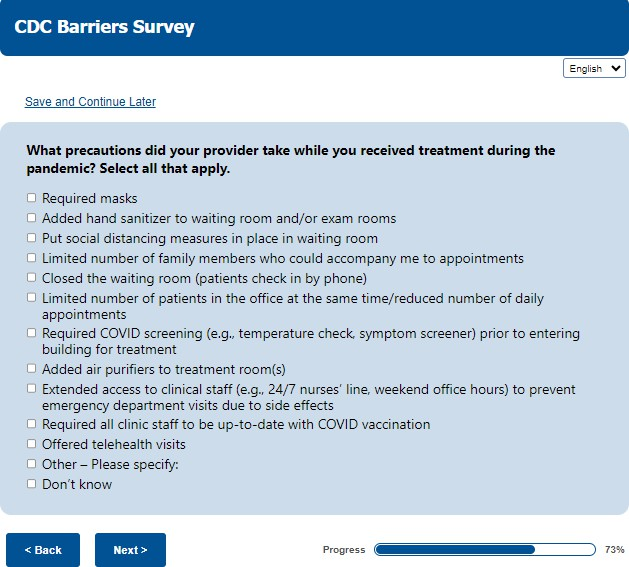 CDC Barriers Survey
English
Save and Continue Later
What precautions did your provider take while you received treatment during the
pandemic? Select all that apply.
Required masks
Added hand sanitizer to waiting room and/or exam rooms
Put social distancing measures in place in waiting room
Limited number of family members who could accompany me to appointments
Closed the waiting room (patients check in by phone)
Limited number of patients in the office at the same time/reduced number of daily
appointments
Required COVID screening (e.g., temperature check, symptom screener) prior to entering
building for treatment
Added air purifiers to treatment room(s)
Extended access to clinical staff (e.g., 24/7 nurses' line, weekend office hours) to prevent
emergency department visits due to side effects
Required all clinic staff to be up-to-date with COVID vaccination
Offered telehealth visits
Other – Please specify:
Don't know
< Back
Next >
Progress
73%